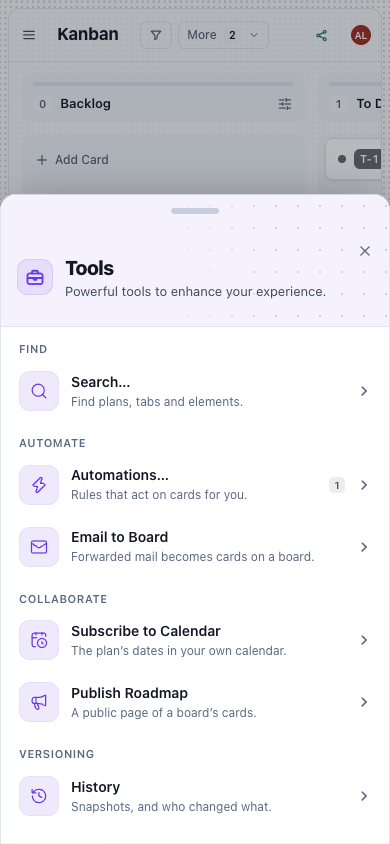 Kanban
More 2
AL
0 Backlog
1 To D
Add Card
T-1
Tools
Powerful tools to enhance your experience.
FIND
Search...
Find plans, tabs and elements.
AUTOMATE
Automations...
Rules that act on cards for you.
1
Email to Board
Forwarded mail becomes cards on a board.
COLLABORATE
Subscribe to Calendar
The plan's dates in your own calendar.
Publish Roadmap
A public page of a board's cards.
VERSIONING
History
Snapshots, and who changed what.